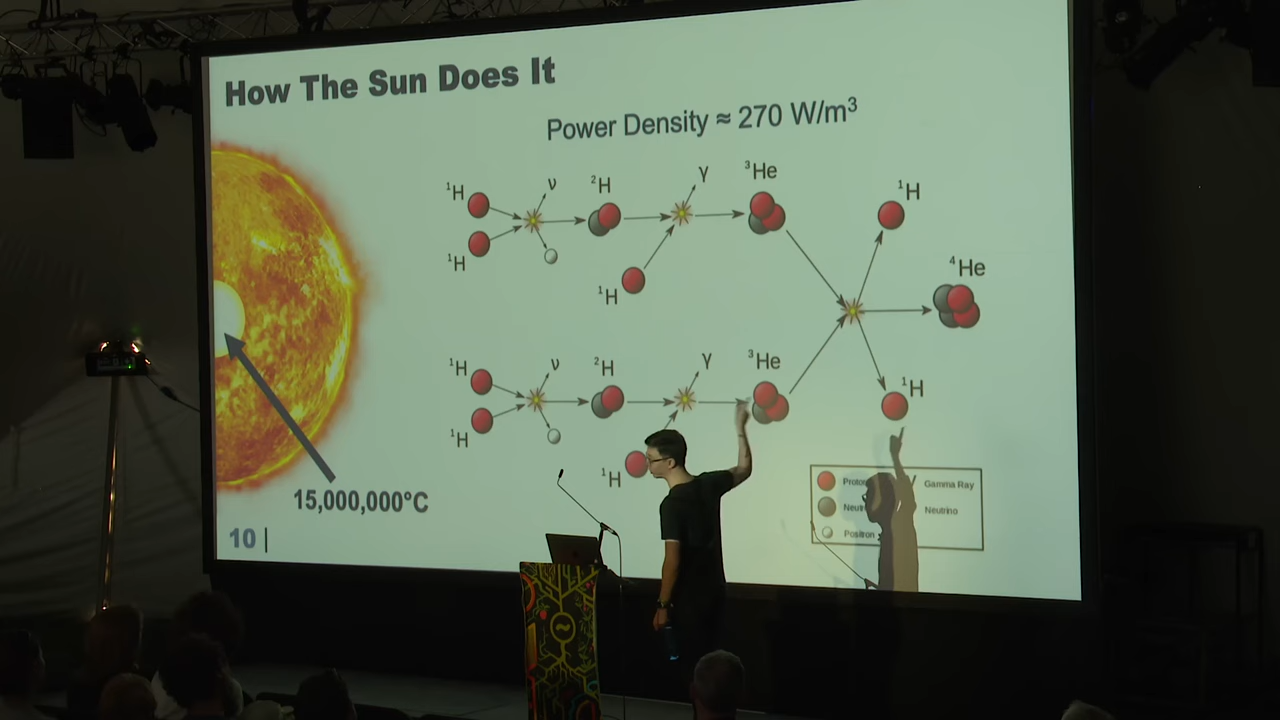 How The Sun Does It
Power Density ≈ 270 W/m³
¹H
ν
²H
γ
³He
¹H
¹H
¹H
⁴He
¹H
ν
²H
γ
³He
¹H
¹H
¹H
15,000,000°C
Gamma Ray
Neutrino
Positron
10 |